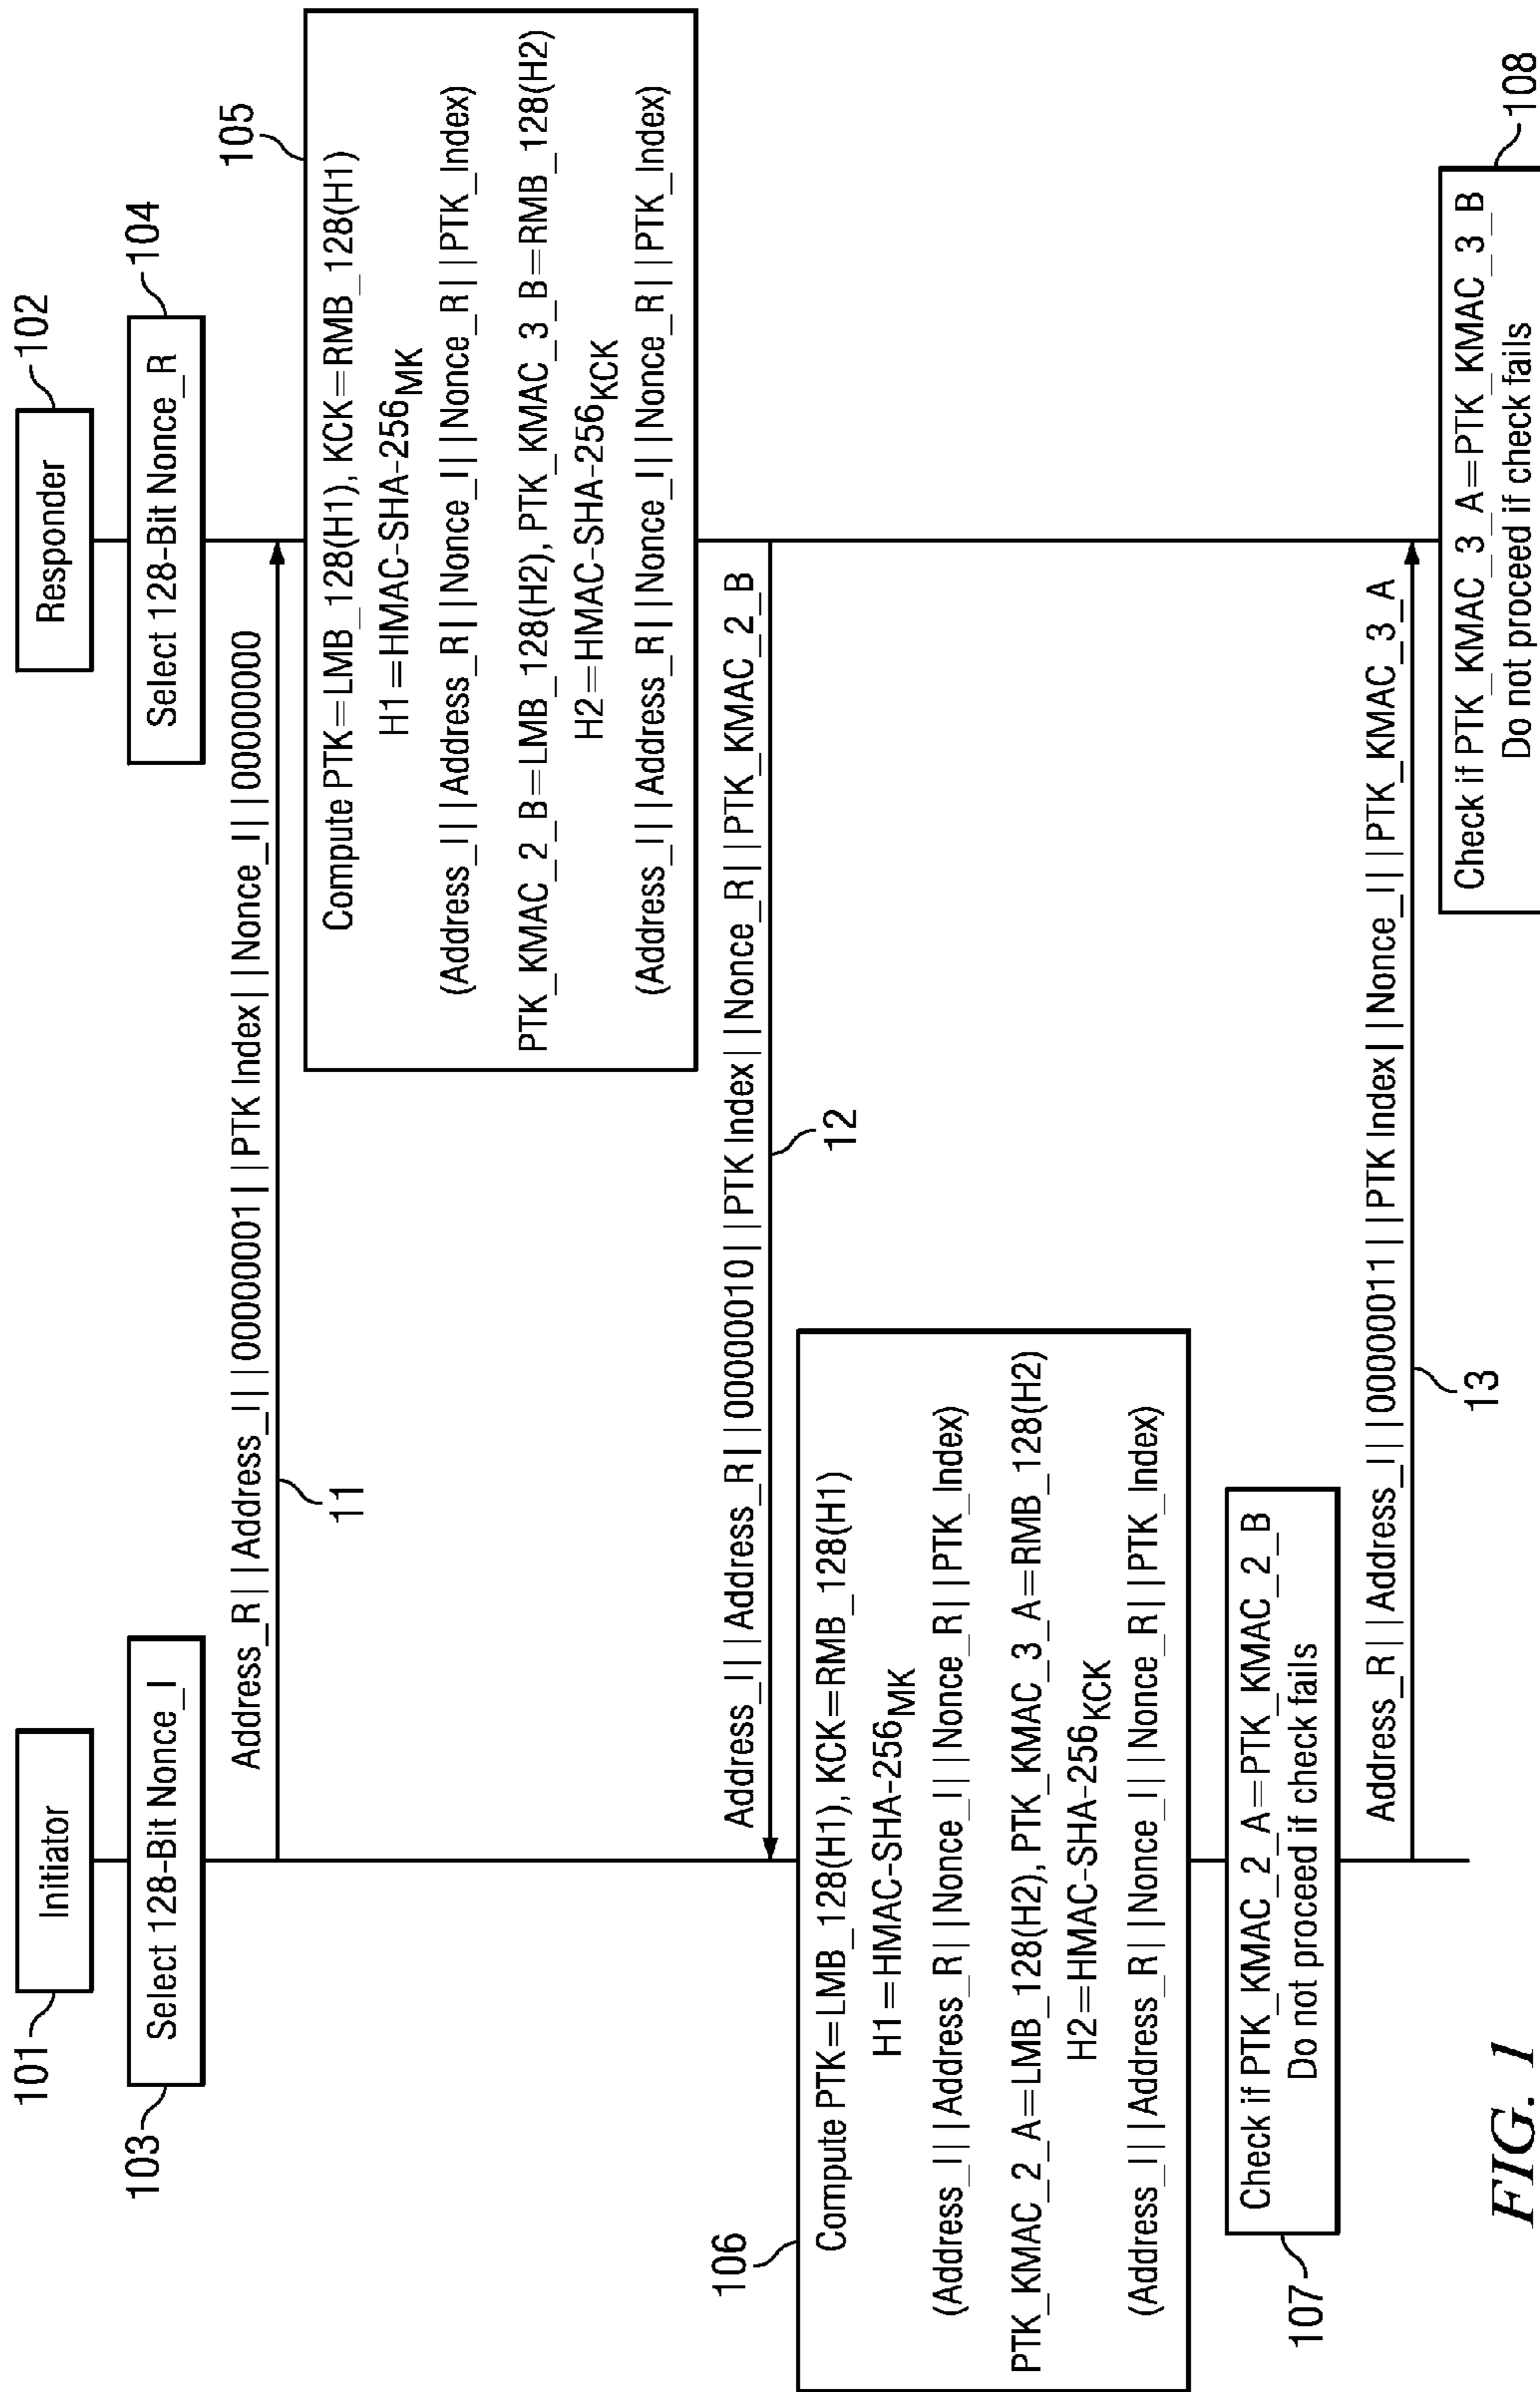 Initiator
101
Responder
102
Select 128-Bit Nonce_I
103
Select 128-Bit Nonce_R
104
Address_R||Address_I||00000001||PTK Index||Nonce_I||0000000
11
105
Compute PTK=LMB_128(H1), KCK=RMB_128(H1)
H1=HMAC-SHA-256MK
(Address_I||Address_R||Nonce_I||Nonce_R||PTK_Index)
PTK_KMAC_2_B=LMB_128(H2), PTK_KMAC_3_B=RMB_128(H2)
H2=HMAC-SHA-256KCK
(Address_I||Address_R||Nonce_I||Nonce_R||PTK_Index)
Address_I||Address_R||00000010||PTK Index||Nonce_R||PTK_KMAC_2_B
12
106
Compute PTK=LMB_128(H1), KCK=RMB_128(H1)
H1=HMAC-SHA-256MK
(Address_I||Address_R||Nonce_I||Nonce_R||PTK_Index)
PTK_KMAC_2_A=LMB_128(H2), PTK_KMAC_3_A=RMB_128(H2)
H2=HMAC-SHA-256KCK
(Address_I||Address_R||Nonce_I||Nonce_R||PTK_Index)
Check if PTK_KMAC_2_A=PTK_KMAC_2_B
Do not proceed if check fails
107
Address_R||Address_I||0000011||PTK Index||Nonce_I||PTK_KMAC_3_A
13
Check if PTK_KMAC_3_A=PTK_KMAC_3_B
Do not proceed if check fails
108
FIG. 1